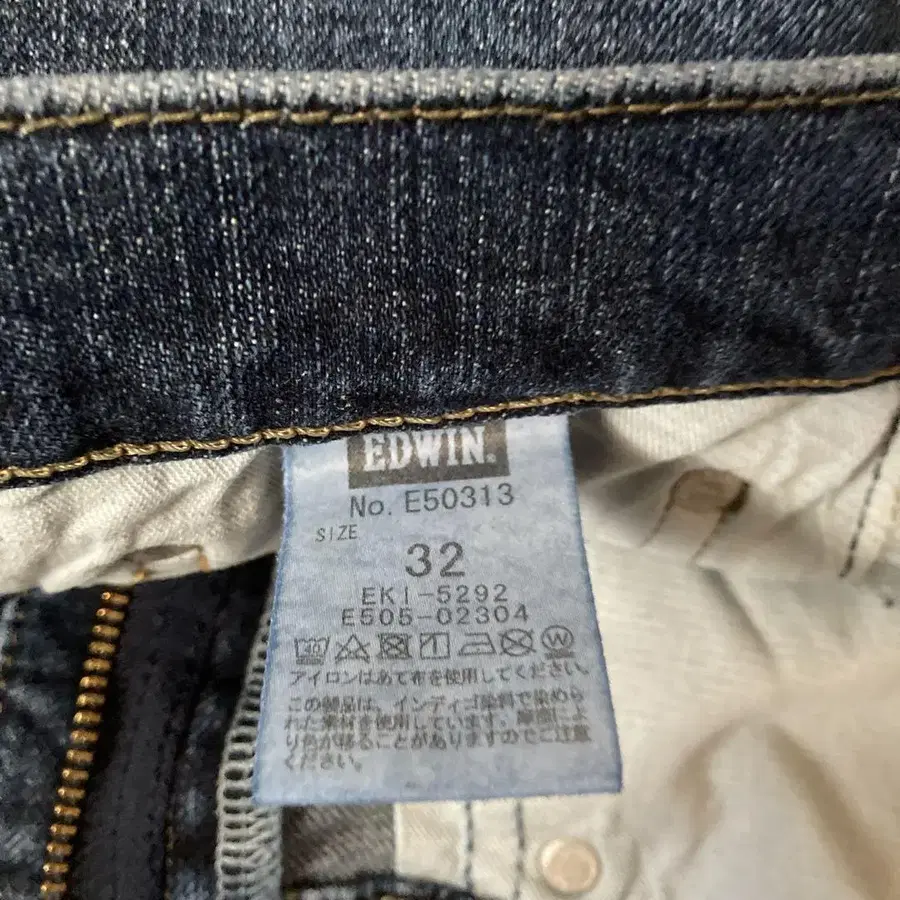 EDWIN®
No. E50313
SIZE
32
EKI-5292
E505-02304
40 W
アイロンはあて布を使用してください。
この製品は、インディゴ染料で染めら
れた素材を使用しています。摩擦によ
り色が移ることがありますのでご注意
ください。